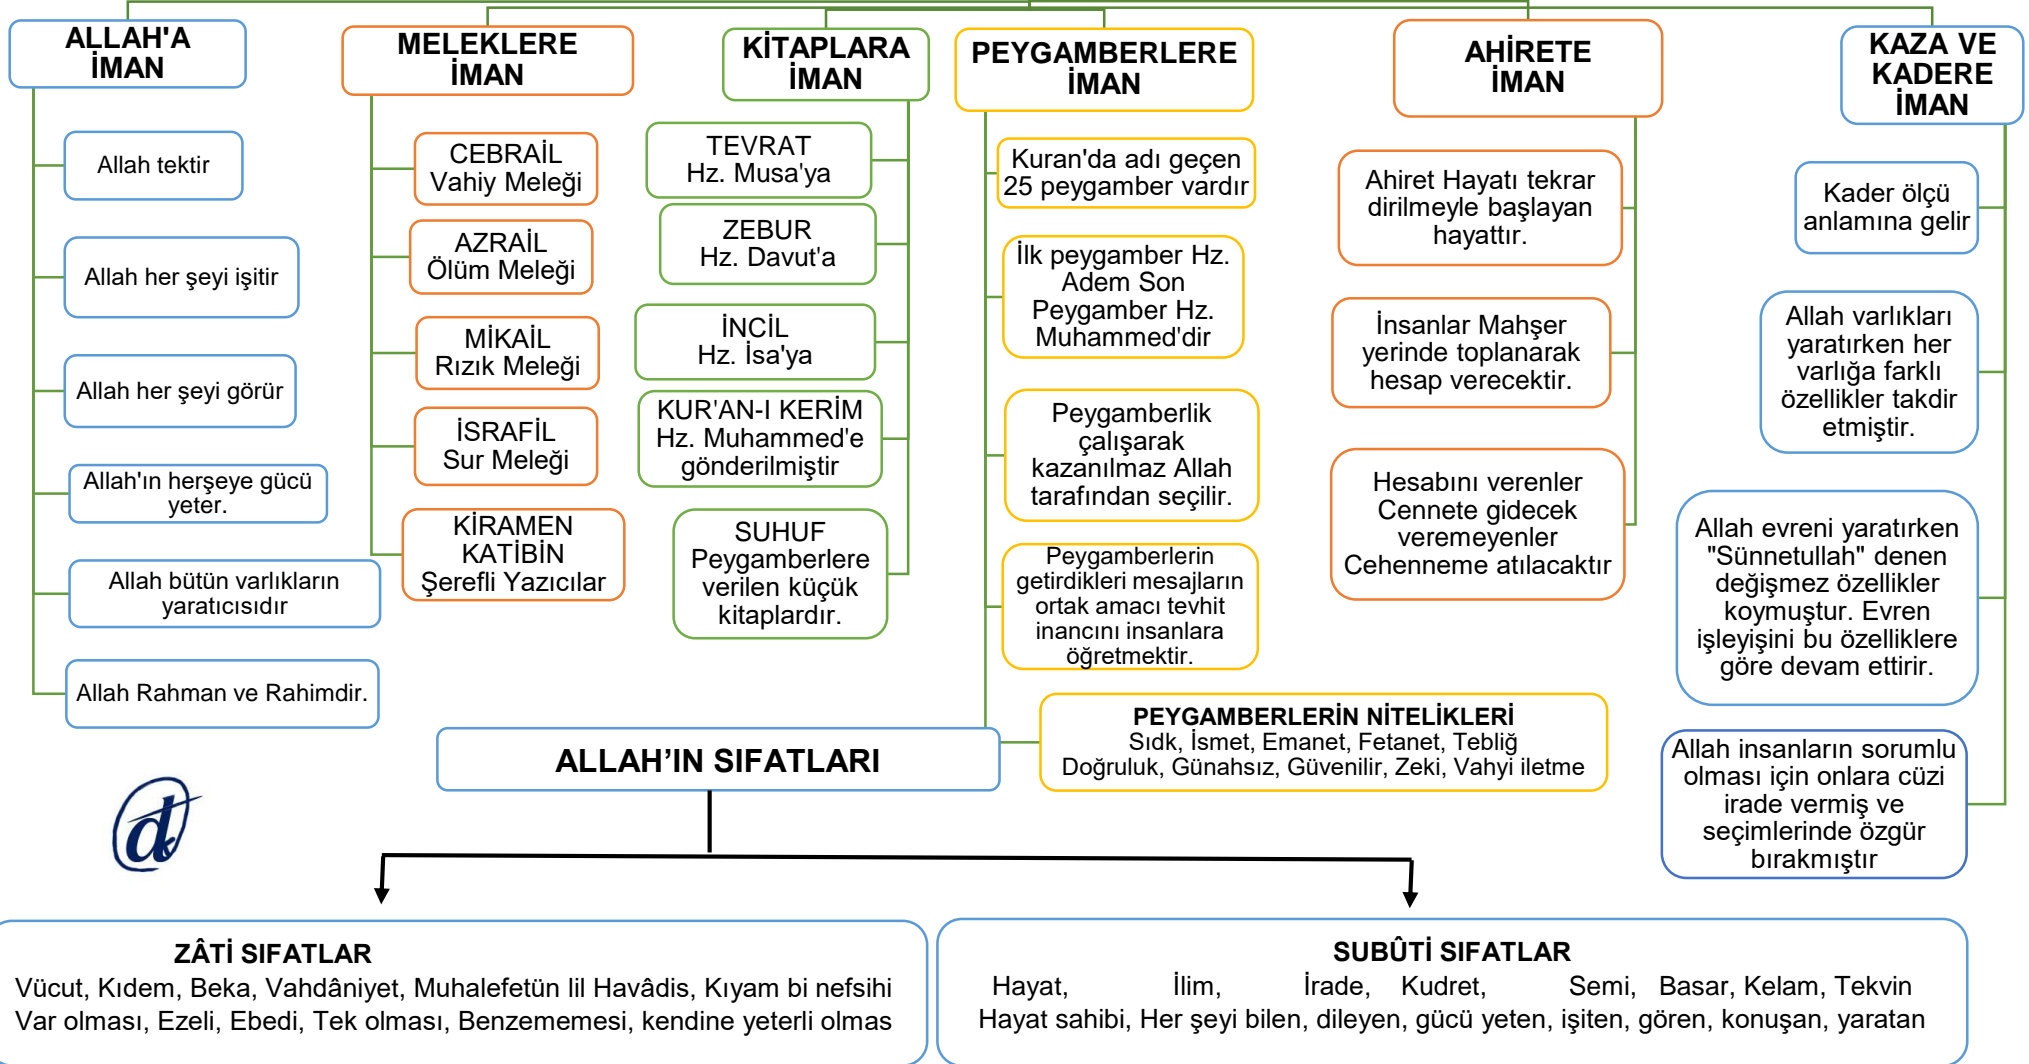 ALLAH'A
İMAN
Allah tektir
Allah her şeyi işitir
Allah her şeyi görür
Allah'ın herşeye gücü
yeter.
Allah bütün varlıkların
yaratıcısıdır
Allah Rahman ve Rahimdir.
MELEKLERE
İMAN
CEBRAİL
Vahiy Meleği
AZRAİL
Ölüm Meleği
MİKAİL
Rızık Meleği
İSRAFİL
Sur Meleği
KİRAMEN
KATİBİN
Şerefli Yazıcılar
KİTAPLARA
İMAN
TEVRAT
Hz. Musa'ya
ZEBUR
Hz. Davut'a
İNCİL
Hz. İsa'ya
KUR'AN-I KERİM
Hz. Muhammed'e
gönderilmiştir
SUHUF
Peygamberlere
verilen küçük
kitaplardır.
PEYGAMBERLERE
İMAN
Kuran'da adı geçen
25 peygamber vardır
İlk peygamber Hz.
Adem Son
Peygamber Hz.
Muhammed'dir
Peygamberlik
çalışarak
kazanılmaz Allah
tarafından seçilir.
Peygamberlerin
getirdikleri mesajların
ortak amacı tevhit
inancını insanlara
öğretmektir.
PEYGAMBERLERİN NİTELİKLERİ
Sıdk, İsmet, Emanet, Fetanet, Tebliğ
Doğruluk, Günahsız, Güvenilir, Zeki, Vahyi iletme
AHİRETE
İMAN
Ahiret Hayatı tekrar
dirilmeyle başlayan
hayattır.
İnsanlar Mahşer
yerinde toplanarak
hesap verecektir.
Hesabını verenler
Cennete gidecek
veremeyenler
Cehenneme atılacaktır
KAZA VE
KADERE
İMAN
Kader ölçü
anlamına gelir
Allah varlıkları
yaratırken her
varlığa farklı
özellikler takdir
etmiştir.
Allah evreni yaratırken
"Sünnetullah" denen
değişmez özellikler
koymuştur. Evren
işleyişini bu özelliklere
göre devam ettirir.
Allah insanların sorumlu
olması için onlara cüzi
irade vermiş ve
seçimlerinde özgür
bırakmıştır
ALLAH’IN SIFATLARI
ZÂTİ SIFATLAR
Vücut, Kıdem, Beka, Vahdâniyet, Muhalefetün lil Havâdis, Kıyam bi nefsihi
Var olması, Ezeli, Ebedi, Tek olması, Benzememesi, kendine yeterli olmas
SUBÛTİ SIFATLAR
Hayat, İlim, İrade, Kudret, Semi, Basar, Kelam, Tekvin
Hayat sahibi, Her şeyi bilen, dileyen, gücü yeten, işiten, gören, konuşan, yaratan